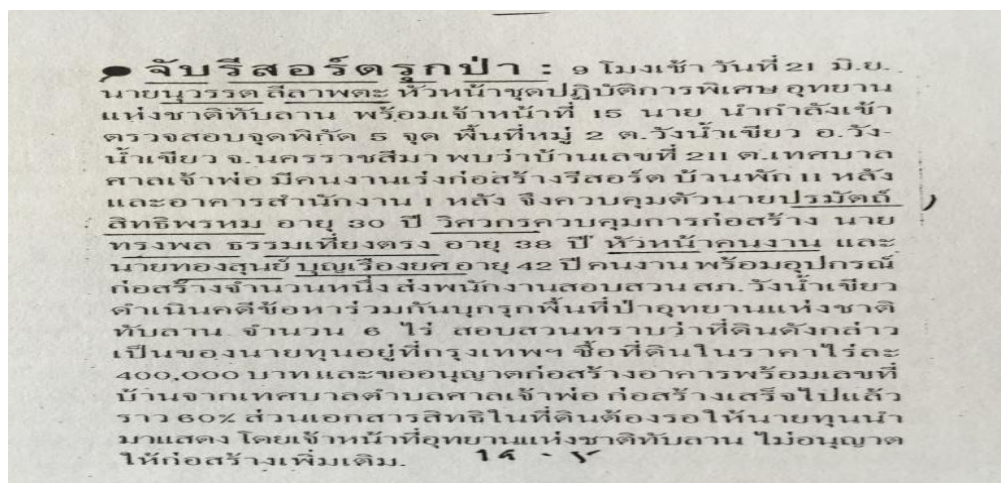 จับรีสอร์ตรุกป่า : 9 โมงเช้า วันที่ 21 มิ.ย.
นายนุวรรต ลีลาพตะ หัวหน้าชุดปฏิบัติการพิเศษ อุทยาน
แห่งชาติทับลาน พร้อมเจ้าหน้าที่ 15 นาย นำกำลังเข้า
ตรวจสอบจุดพิกัด 5 จุด พื้นที่หมู่ 2 ต.วังน้ำเขียว อ.วัง-
น้ำเขียว จ.นครราชสีมา พบว่าบ้านเลขที่ 211 ต.เทศบาล
ศาลเจ้าพ่อ มีคนงานเร่งก่อสร้างรีสอร์ต บ้านพัก 11 หลัง
และอาคารสำนักงาน 1 หลัง จึงควบคุมตัวนายปรมัตถ์
สิทธิพรหม อายุ 30 ปี วิศวกรควบคุมการก่อสร้าง นาย
ทรงพล ธรรมเที่ยงตรง อายุ 38 ปี หัวหน้าคนงาน และ
นายทองสุนย์ บุญเรืองยศ อายุ 42 ปี คนงาน พร้อมอุปกรณ์
ก่อสร้างจำนวนหนึ่ง ส่งพนักงานสอบสวน สภ. วังน้ำเขียว
ดำเนินคดีข้อหาร่วมกันบุกรุกพื้นที่ป่าอุทยานแห่งชาติ
ทับลาน จำนวน 6 ไร่ สอบสวนทราบว่าที่ดินดังกล่าว
เป็นของนายทุนอยู่ที่กรุงเทพฯ ซื้อที่ดินในราคาไร่ละ
400,000 บาท และขออนุญาตก่อสร้างอาคารพร้อมเลขที่
บ้านจากเทศบาลตำบลศาลเจ้าพ่อ ก่อสร้างเสร็จไปแล้ว
ราว 60% ส่วนเอกสารสิทธิในที่ดินต้องรอให้นายทุนนำ
มาแสดง โดยเจ้าหน้าที่อุทยานแห่งชาติทับลาน ไม่อนุญาต
ให้ก่อสร้างเพิ่มเติม.